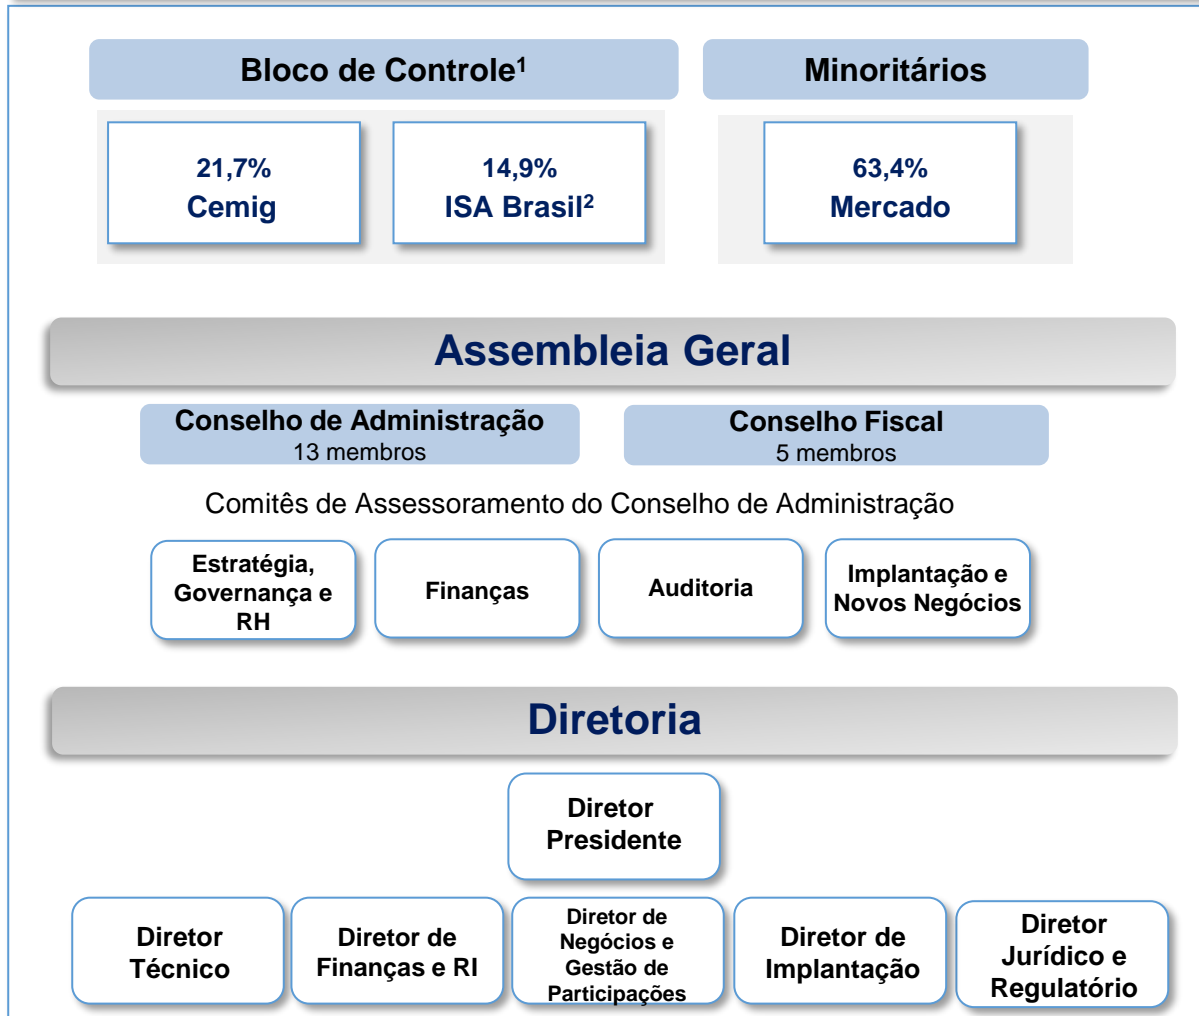 Bloco de Controle¹
Minoritários
21,7%
Cemig
14,9%
ISA Brasil²
63,4%
Mercado
Assembleia Geral
Conselho de Administração
13 membros
Conselho Fiscal
5 membros
Comitês de Assessoramento do Conselho de Administração
Estratégia,
Governança e
RH
Finanças
Auditoria
Implantação e
Novos Negócios
Diretoria
Diretor
Presidente
Diretor
Técnico
Diretor de
Finanças e RI
Diretor de
Negócios e
Gestão de
Participações
Diretor de
Implantação
Diretor
Jurídico e
Regulatório